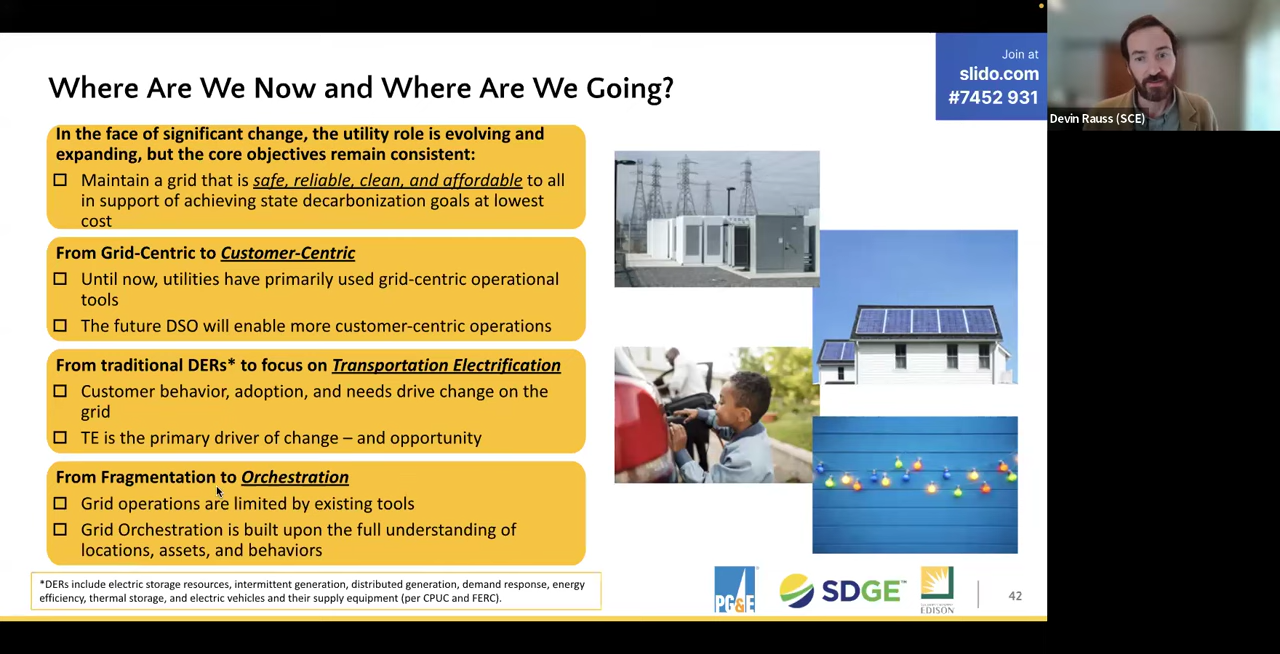 Where Are We Now and Where Are We Going?
Join at
slido.com
#7452 931
Devin Rauss (SCE)
In the face of significant change, the utility role is evolving and
expanding, but the core objectives remain consistent:
Maintain a grid that is safe, reliable, clean, and affordable to all
in support of achieving state decarbonization goals at lowest
cost
From Grid-Centric to Customer-Centric
Until now, utilities have primarily used grid-centric operational
tools
The future DSO will enable more customer-centric operations
From traditional DERs* to focus on Transportation Electrification
Customer behavior, adoption, and needs drive change on the
grid
TE is the primary driver of change – and opportunity
From Fragmentation to Orchestration
Grid operations are limited by existing tools
Grid Orchestration is built upon the full understanding of
locations, assets, and behaviors
*DERs include electric storage resources, intermittent generation, distributed generation, demand response, energy
efficiency, thermal storage, and electric vehicles and their supply equipment (per CPUC and FERC).
PG&E
SDGE™
EDISON
42